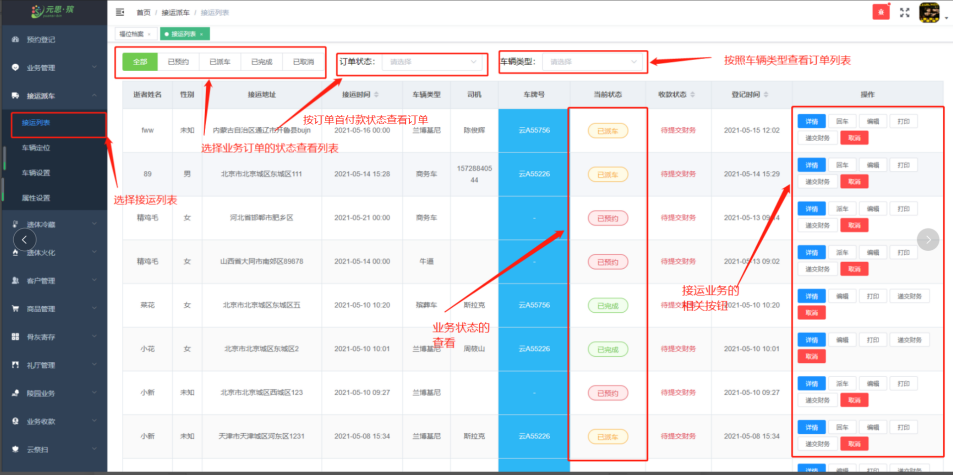 元思·殡
首页 / 接运派车 / 接运列表
福位档案 ×
接运列表 ×
预约登记
业务管理
接运派车
接运列表
车辆定位
车辆设置
属性设置
遗体冷藏
遗体火化
客户管理
商品管理
骨灰寄存
礼厅管理
陵园业务
业务收款
云祭扫
全部 已预约 已派车 已完成 已取消
订单状态: 请选择
车辆类型: 请选择
按照车辆类型查看订单列表
逝者姓名 性别 接运地址 接运时间 车辆类型 司机 车牌号 当前状态 收款状态 登记时间 操作
fww 未知 内蒙古自治区通辽市开鲁县bujn 2021-05-16 00:00 兰博基尼 陈俊辉 云A55756 已派车 待提交财务 2021-05-15 12:02 详情 回车 编辑 打印
递交财务 取消
按订单首付款状态查看订单
选择业务订单的状态查看列表
89 男 北京市北京城区东城区111 2021-05-14 15:28 商务车 15728840544 云A55226 已派车 待提交财务 2021-05-14 15:29 详情 回车 编辑 打印
递交财务 取消
选择接运列表
糯鸡毛 女 河北省邯郸市肥乡区 2021-05-21 00:00 商务车 - 已预约 待提交财务 详情 派车 编辑 打印
递交财务 取消
糯鸡毛 女 山西省大同市南郊区89878 2021-05-14 00:00 牛逼 - 已预约 待提交财务 2021-05-13 09:02 详情 派车 编辑 打印
递交财务 取消
接运业务的
相关按钮
菜花 女 北京市北京城区东城区五 2021-05-10 10:20 殡葬车 斯拉克 云A55756 已完成 待提交财务 2021-05-10 10:20 详情 编辑 打印 递交财务
取消
业务状态的
查看
小花 女 北京市北京城区东城区2 2021-05-10 10:01 兰博基尼 周敏山 云A55226 已完成 待提交财务 2021-05-10 10:01 详情 编辑 打印 递交财务
取消
小新 未知 北京市北京城区西城区123 2021-05-10 09:27 兰博基尼 - 已预约 待提交财务 2021-05-10 09:27 详情 派车 编辑 打印
递交财务 取消
小新 未知 天津市天津城区河东区1231 2021-05-08 15:34 兰博基尼 斯拉克 云A55226 已派车 待提交财务 2021-05-08 15:34 详情 回车 编辑 打印
递交财务 取消